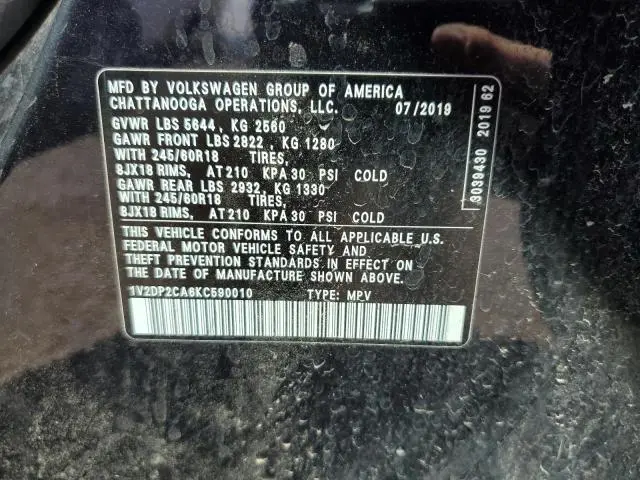 MFD BY VOLKSWAGEN GROUP OF AMERICA
CHATTANOOGA OPERATIONS, LLC. 07/2019
GVWR LBS 5644, KG 2560
GAWR FRONT LBS 2822, KG 1280
WITH 245/60R18 TIRES,
8JX18 RIMS, AT 210 KPA 30 PSI COLD
GAWR REAR LBS 2932, KG 1330
WITH 245/60R18 TIRES,
8JX18 RIMS, AT 210 KPA 30 PSI COLD
THIS VEHICLE CONFORMS TO ALL APPLICABLE U.S.
FEDERAL MOTOR VEHICLE SAFETY AND
THEFT PREVENTION STANDARDS IN EFFECT ON
THE DATE OF MANUFACTURE SHOWN ABOVE.
1V2DP2CA6KC590010 TYPE: MPV
3039430 2019 62